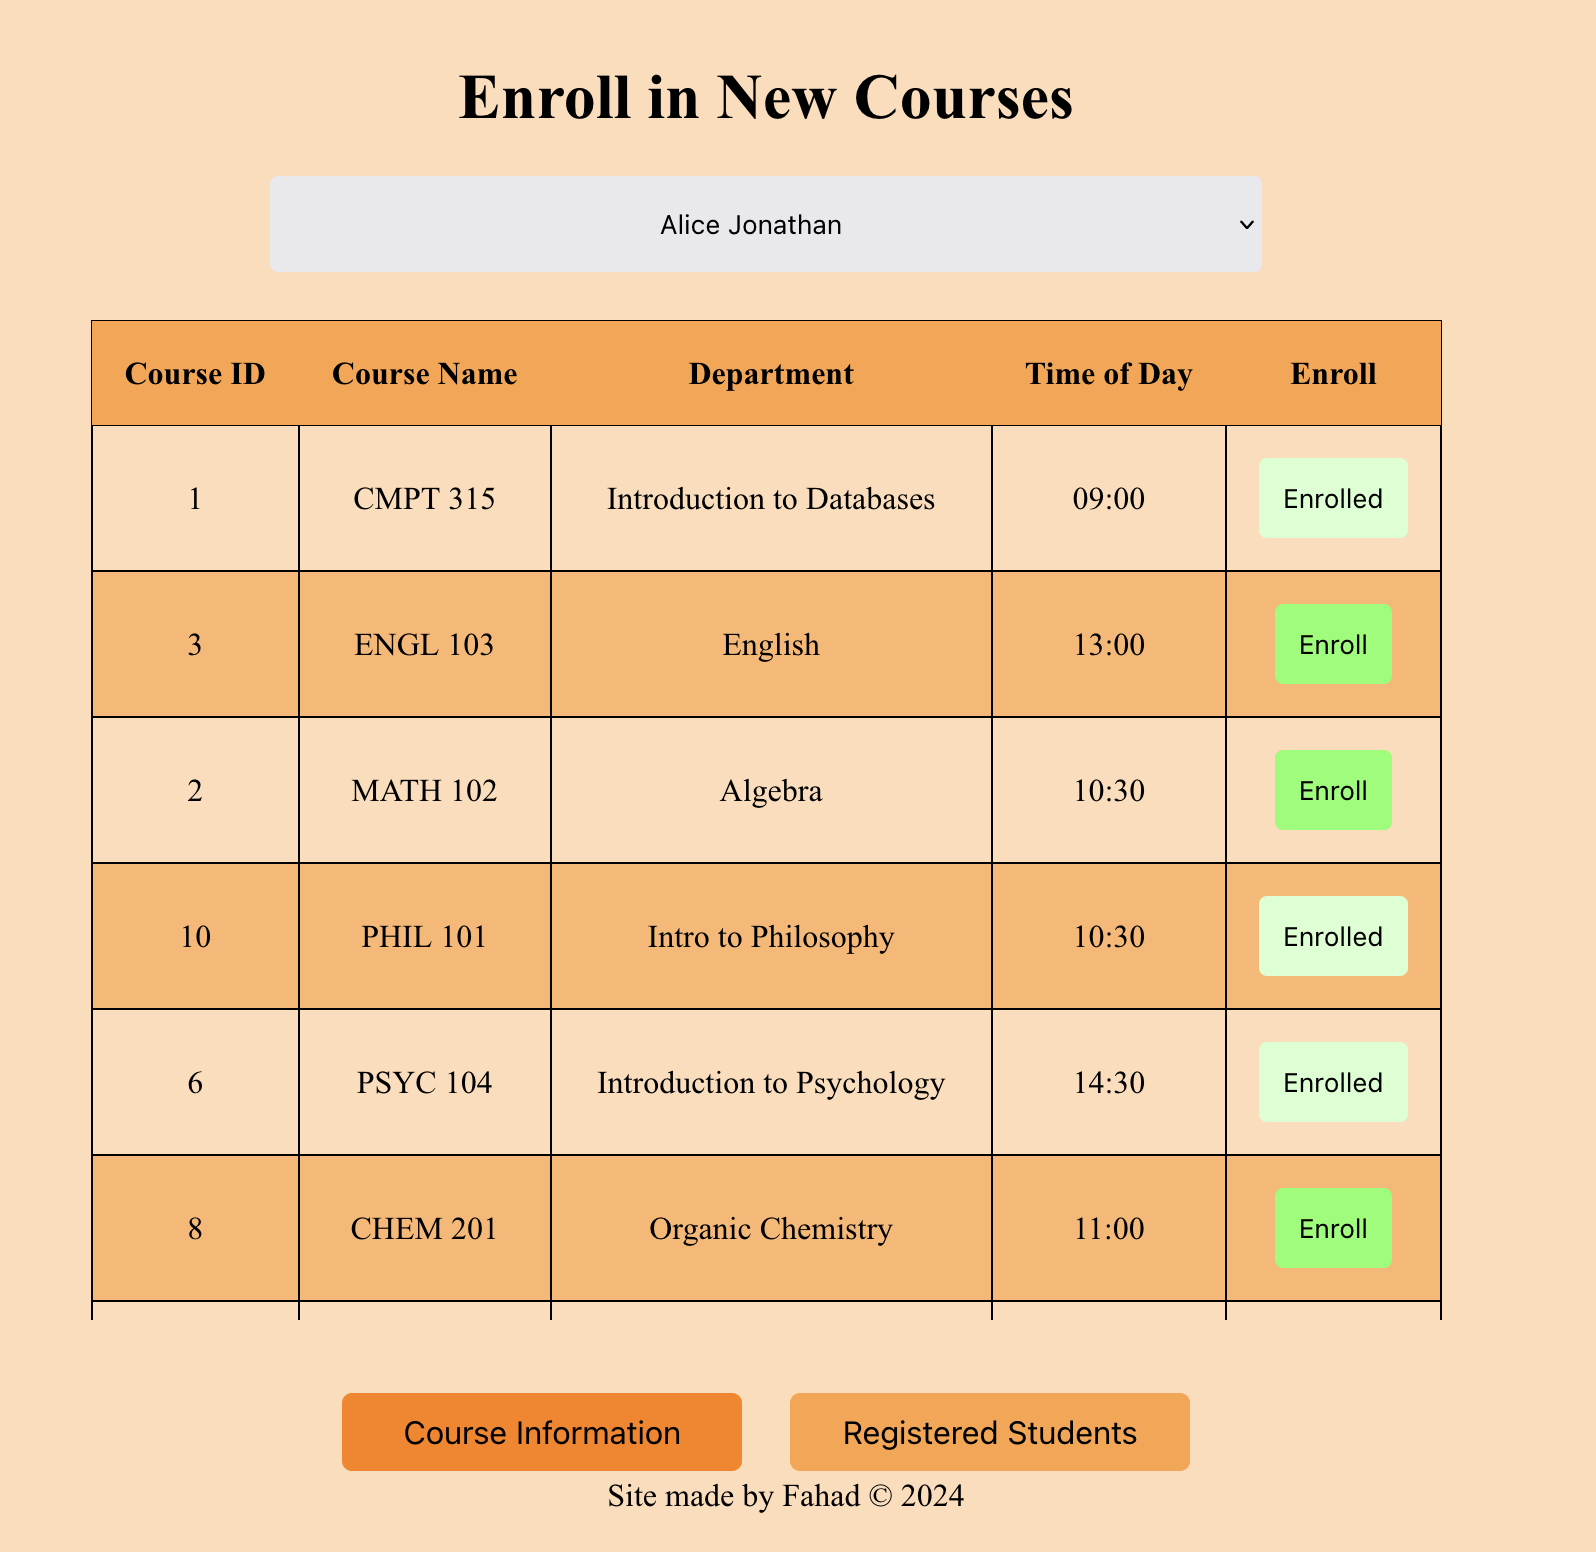 Enroll in New Courses
Alice Jonathan
Course ID Course Name Department Time of Day Enroll
1 CMPT 315 Introduction to Databases 09:00 Enrolled
3 ENGL 103 English 13:00 Enroll
2 MATH 102 Algebra 10:30 Enroll
10 PHIL 101 Intro to Philosophy 10:30 Enrolled
6 PSYC 104 Introduction to Psychology 14:30 Enrolled
8 CHEM 201 Organic Chemistry 11:00 Enroll
Course Information Registered Students
Site made by Fahad © 2024